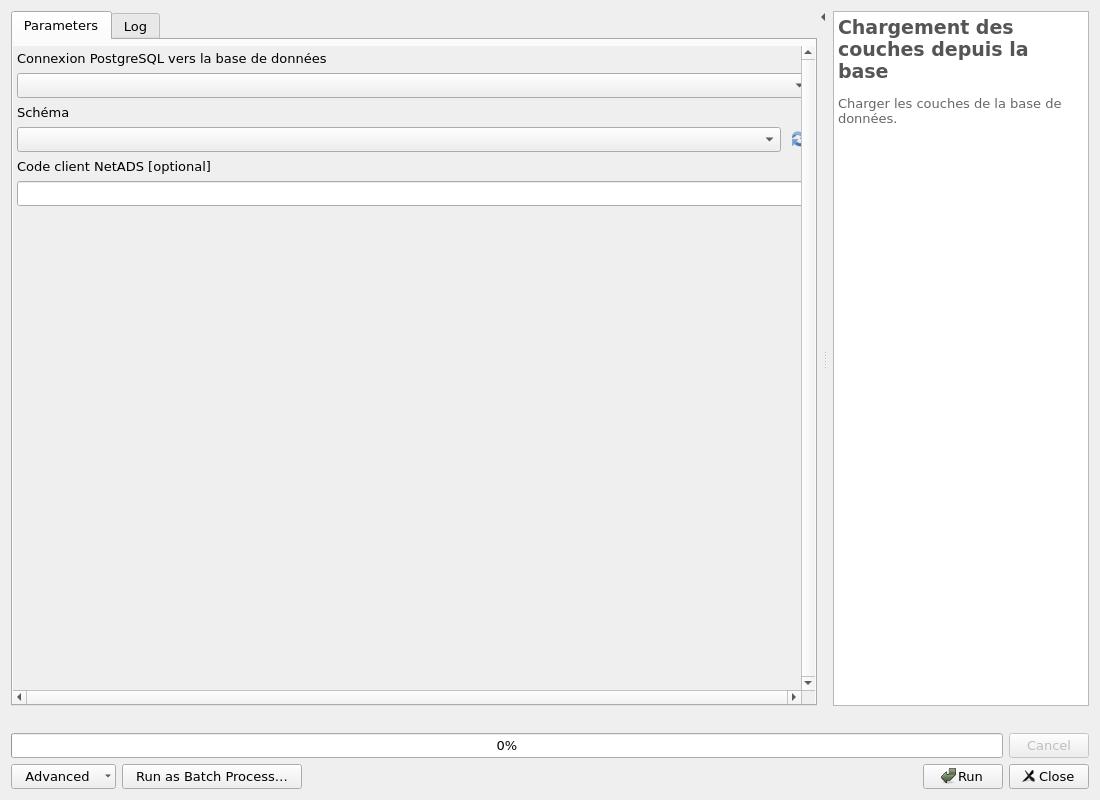 Parameters
Log
Connexion PostgreSQL vers la base de données
Schéma
Code client NetADS [optional]
Chargement des
couches depuis la
base
Charger les couches de la base de
données.
0%
Cancel
Advanced
Run as Batch Process...
Run
Close